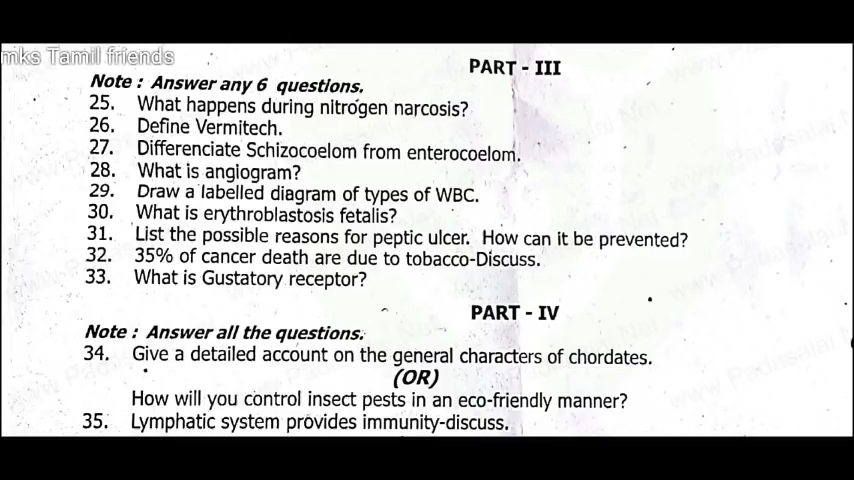 mks Tamil friends
PART - III
Note : Answer any 6 questions.
25. What happens during nitrogen narcosis?
26. Define Vermitech.
27. Differenciate Schizocoelom from enterocoelom.
28. What is angiogram?
29. Draw a labelled diagram of types of WBC.
30. What is erythroblastosis fetalis?
31. List the possible reasons for peptic ulcer. How can it be prevented?
32. 35% of cancer death are due to tobacco-Discuss.
33. What is Gustatory receptor?
PART - IV
Note : Answer all the questions.
34. Give a detailed account on the general characters of chordates.
(OR)
How will you control insect pests in an eco-friendly manner?
35. Lymphatic system provides immunity-discuss.